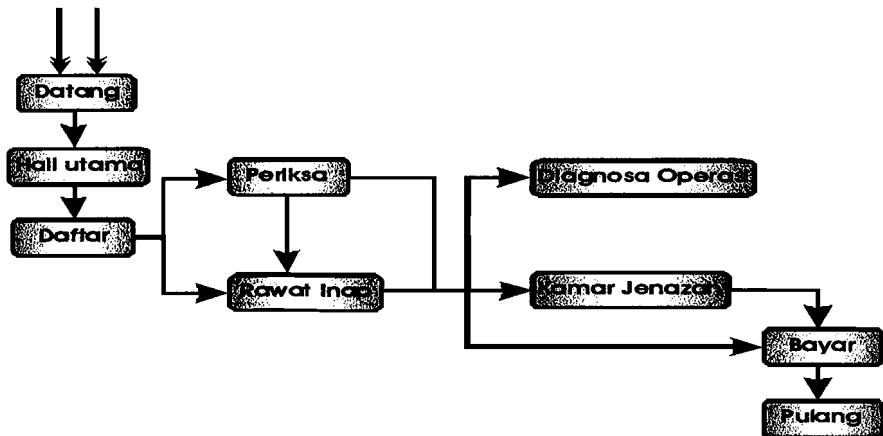 Datang
Hall utama
Daftar
Periksa
Rawat Inap
Diagnosa Operasi
Kamar Jenazah
Bayar
Pulang